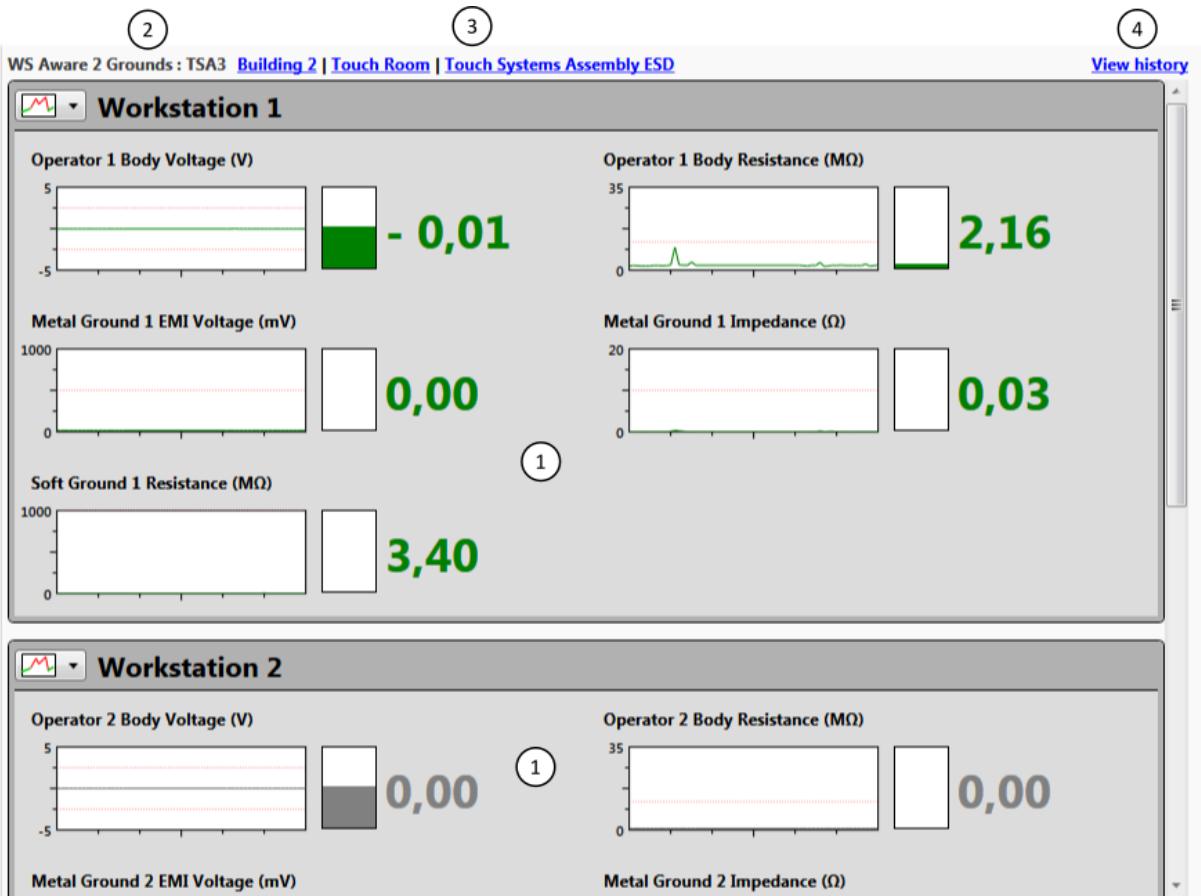 2 3 4
WS Aware 2 Grounds : TSA3 Building 2 | Touch Room | Touch Systems Assembly ESD View history
Workstation 1
Operator 1 Body Voltage (V) Operator 1 Body Resistance (MΩ)
5 35
- 0,01 2,16
-5 0
Metal Ground 1 EMI Voltage (mV) Metal Ground 1 Impedance (Ω)
1000 20
0,00 0,03
0 0
1
Soft Ground 1 Resistance (MΩ)
1000
3,40
0
Workstation 2
Operator 2 Body Voltage (V) Operator 2 Body Resistance (MΩ)
5 35
1
0,00 0,00
-5 0
Metal Ground 2 EMI Voltage (mV) Metal Ground 2 Impedance (Ω)